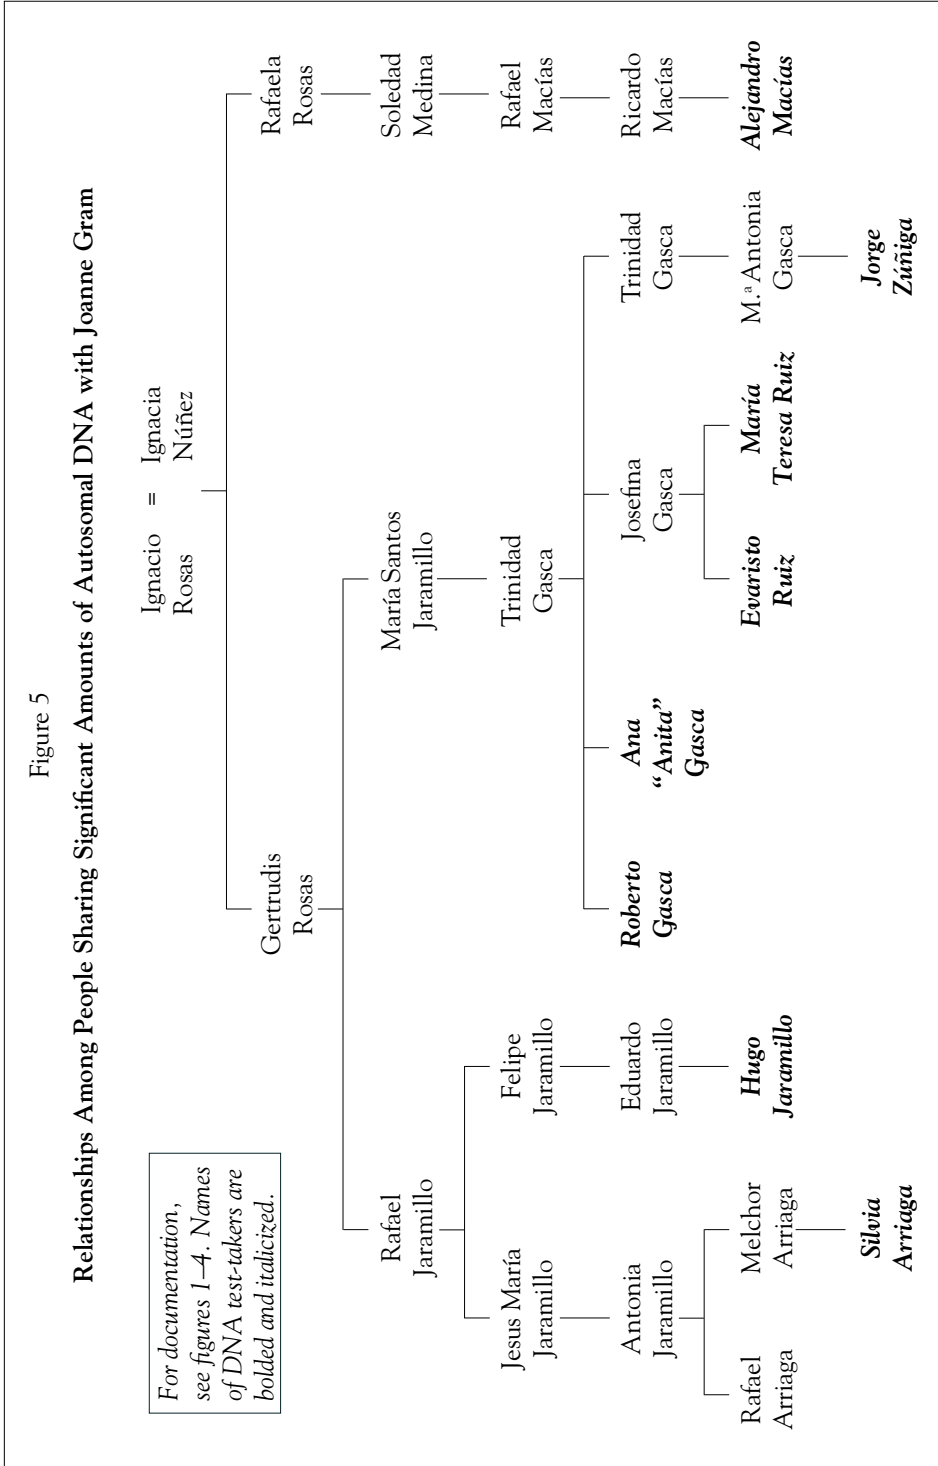 Figure 5
Relationships Among People Sharing Significant Amounts of Autosomal DNA with Joanne Gram
For documentation,
see figures 1–4. Names
of DNA test-takers are
bolded and italicized.
Ignacio
Rosas
=
Ignacia
Núñez
Gertrudis
Rosas
Rafaela
Rosas
Rafael
Jaramillo
María Santos
Jaramillo
Soledad
Medina
Jesus María
Jaramillo
Felipe
Jaramillo
Trinidad
Gasca
Rafael
Macías
Antonia
Jaramillo
Eduardo
Jaramillo
Roberto
Gasca
Ana
“Anita”
Gasca
Josefina
Gasca
Trinidad
Gasca
Ricardo
Macías
Rafael
Arriaga
Melchor
Arriaga
Hugo
Jaramillo
Evaristo
Ruiz
María
Teresa Ruiz
M.ª Antonia
Gasca
Alejandro
Macías
Silvia
Arriaga
Jorge
Zúñiga